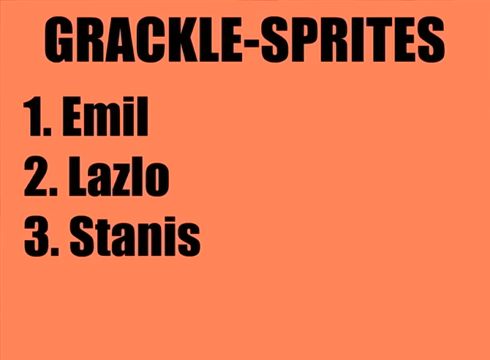 GRACKLE-SPRITES
1. Emil
2. Lazlo
3. Stanis